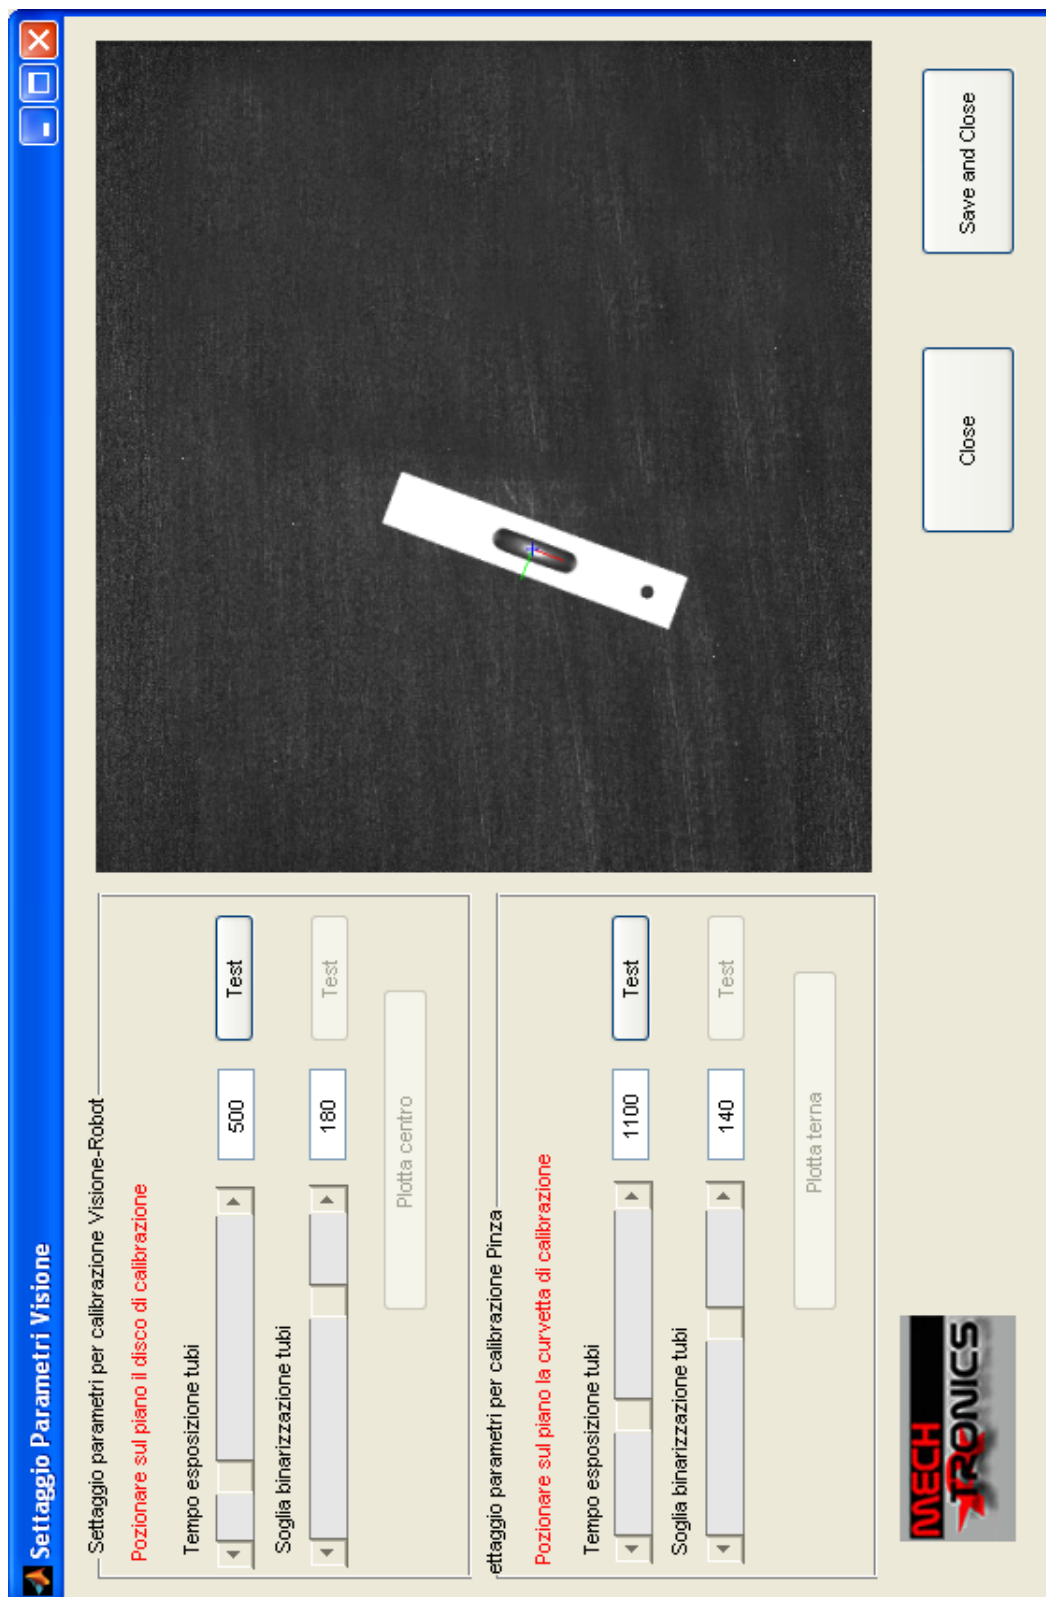 Settaggio Parametri Visione
Settaggio parametri per calibrazione Visione-Robot
Pozionare sul piano il disco di calibrazione
Tempo esposizione tubi
500
Test
Soglia binarizzazione tubi
180
Test
Plotta centro
ettaggio parametri per calibrazione Pinza
Pozionare sul piano la curvetta di calibrazione
Tempo esposizione tubi
1100
Test
Soglia binarizzazione tubi
140
Test
Plotta terna
MECH
TRONICS
Close
Save and Close